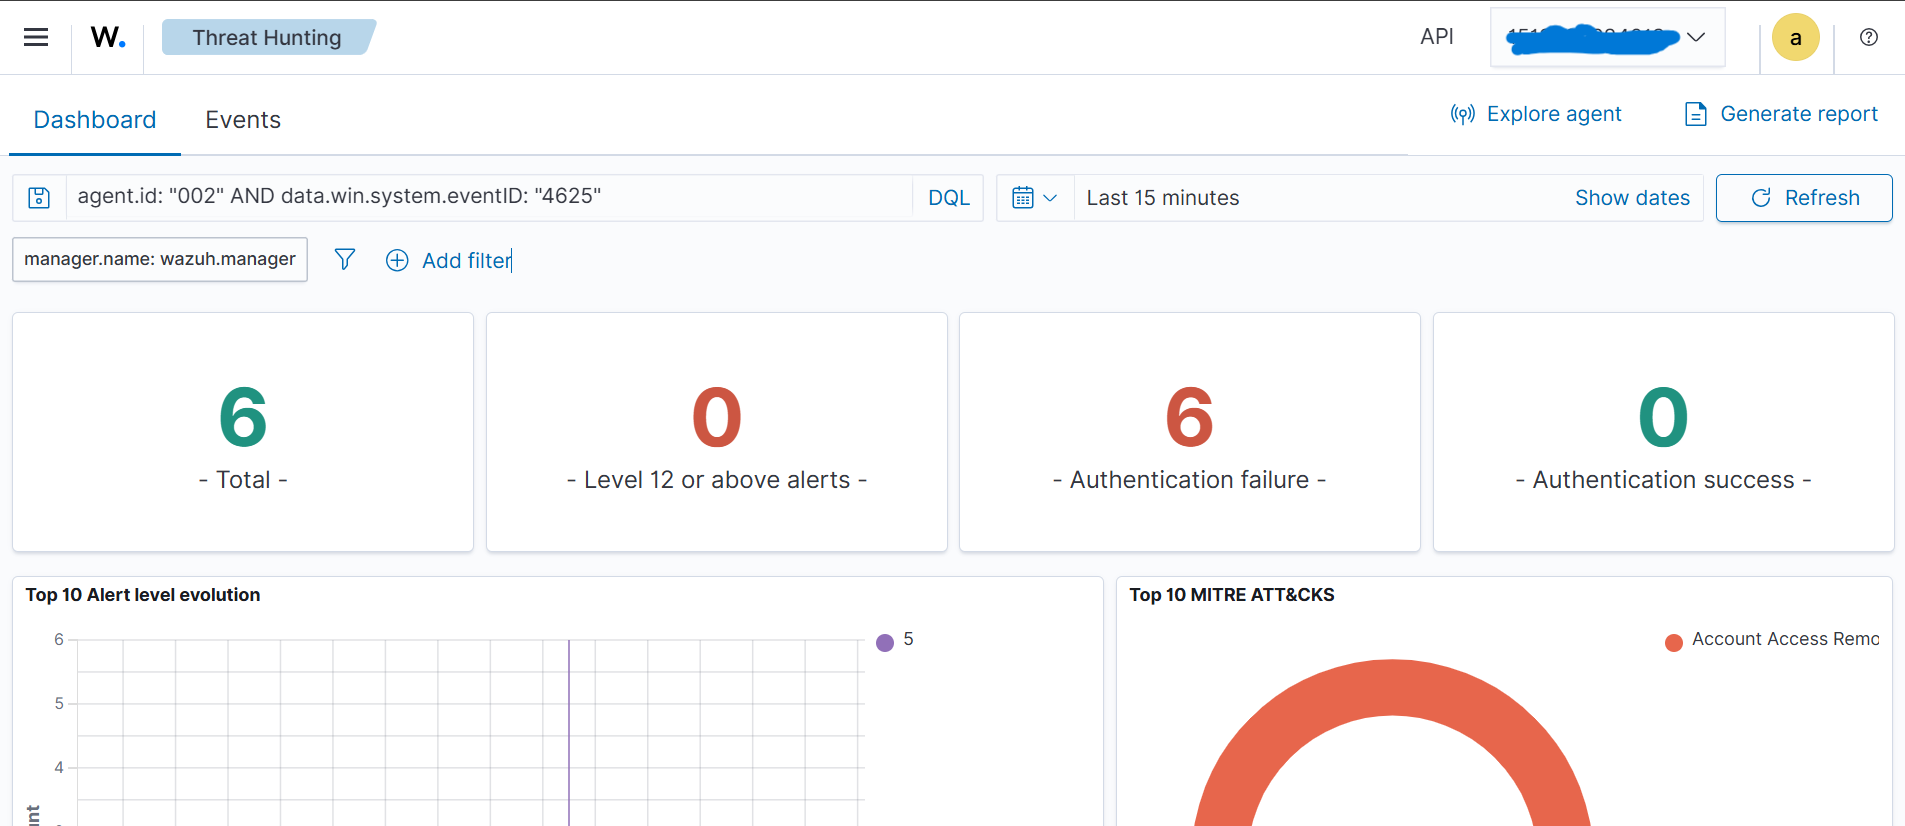 W. Threat Hunting API a
Dashboard Events Explore agent Generate report
agent.id: "002" AND data.win.system.eventID: "4625" DQL Last 15 minutes Show dates Refresh
manager.name: wazuh.manager Add filter
6 0 6 0
- Total - - Level 12 or above alerts - - Authentication failure - - Authentication success -
Top 10 Alert level evolution Top 10 MITRE ATT&CKS
6 5 Account Access Remo
5
4